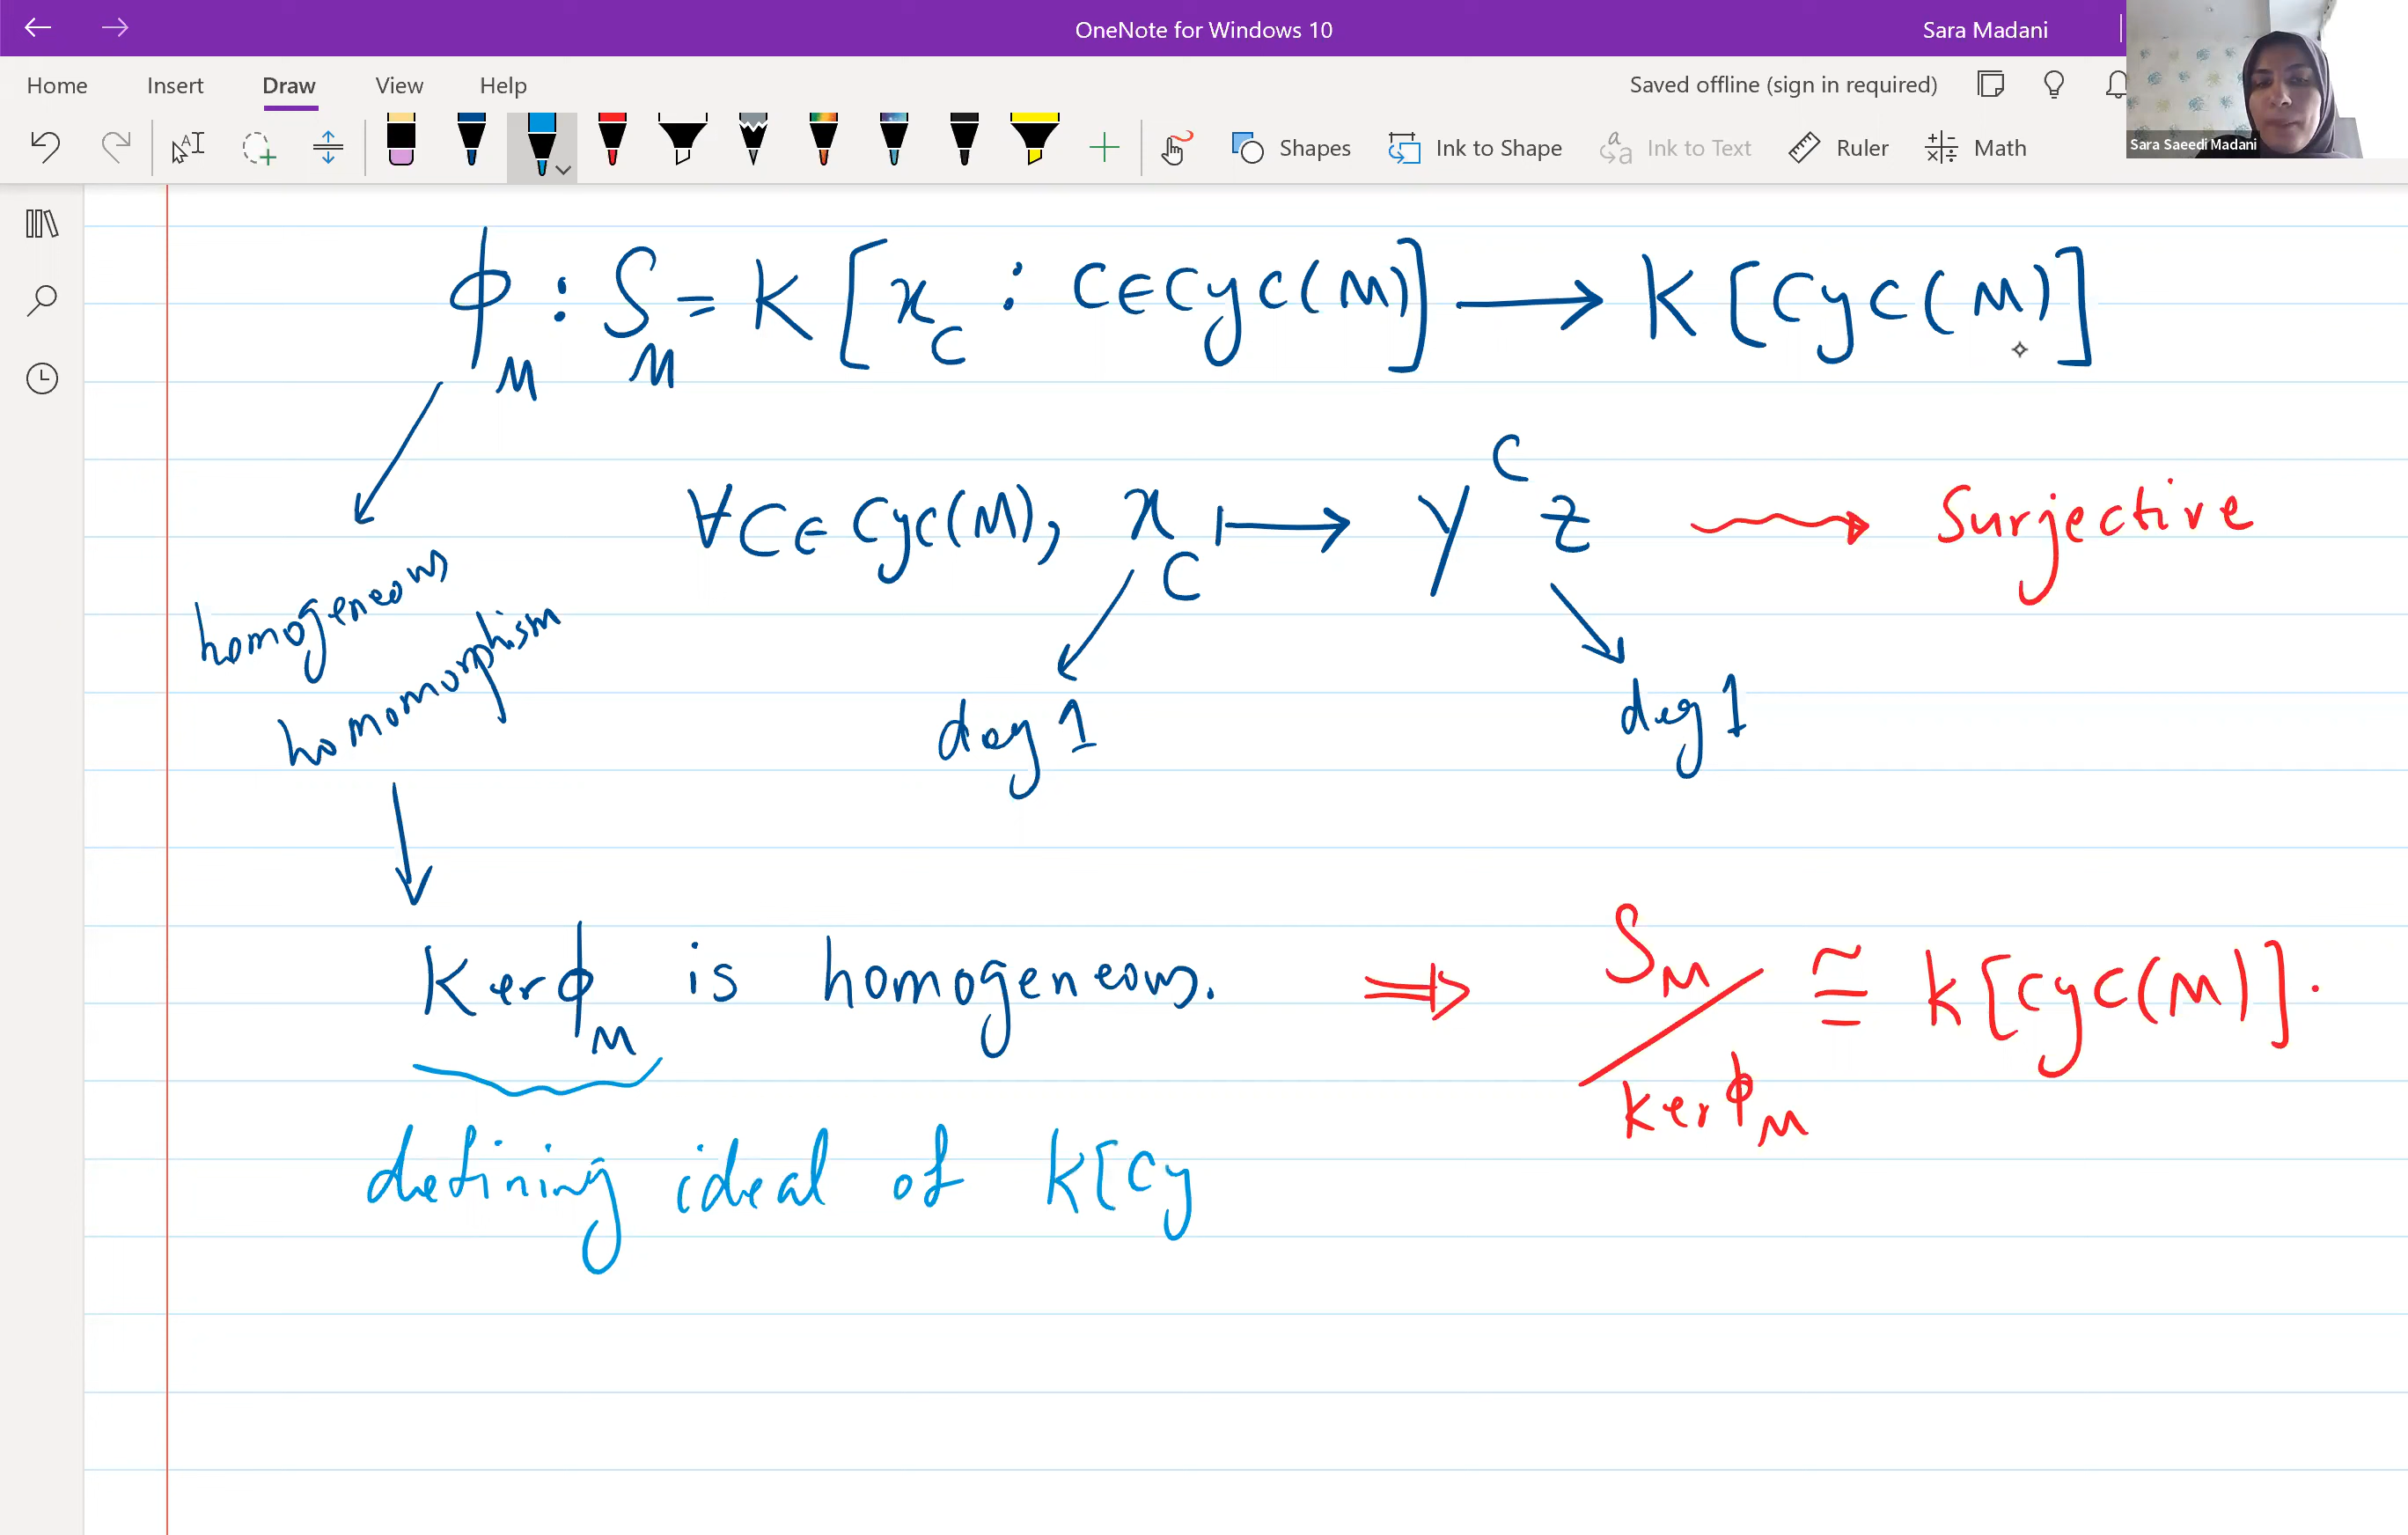 OneNote for Windows 10
Sara Madani
Home Insert Draw View Help
Saved offline (sign in required)
Shapes Ink to Shape Ink to Text Ruler Math
Sara Saeedi Madani
ϕ_M : S_M = K[x_C : C∈Cyc(M)] ⟶ K[Cyc(M)]
∀C∈Cyc(M), x_C ⟼ y^C z ⇝ Surjective
homogeneous
homomorphism
deg 1
deg 1
Ker ϕ_M is homogeneous. ⇒ S_M / Ker ϕ_M ≅ K[Cyc(M)].
defining ideal of K[Cy